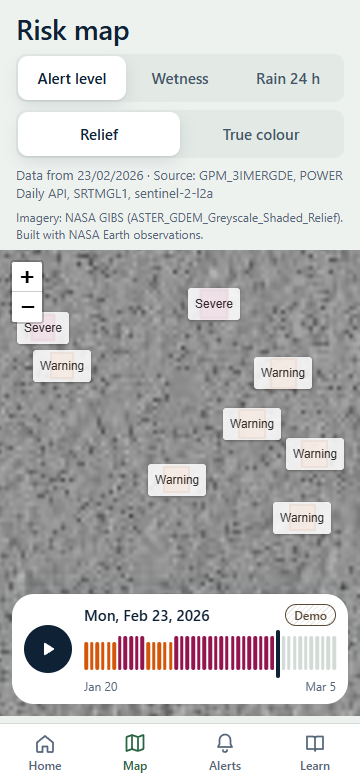 Risk map
Alert level Wetness Rain 24 h
Relief True colour
Data from 23/02/2026 · Source: GPM_3IMERGDE, POWER
Daily API, SRTMGL1, sentinel-2-l2a
Imagery: NASA GIBS (ASTER_GDEM_Greyscale_Shaded_Relief).
Built with NASA Earth observations.
+
−
Severe
Severe
Warning
Warning
Warning
Warning
Warning
Warning
Mon, Feb 23, 2026 Demo
Jan 20 Mar 5
Home Map Alerts Learn